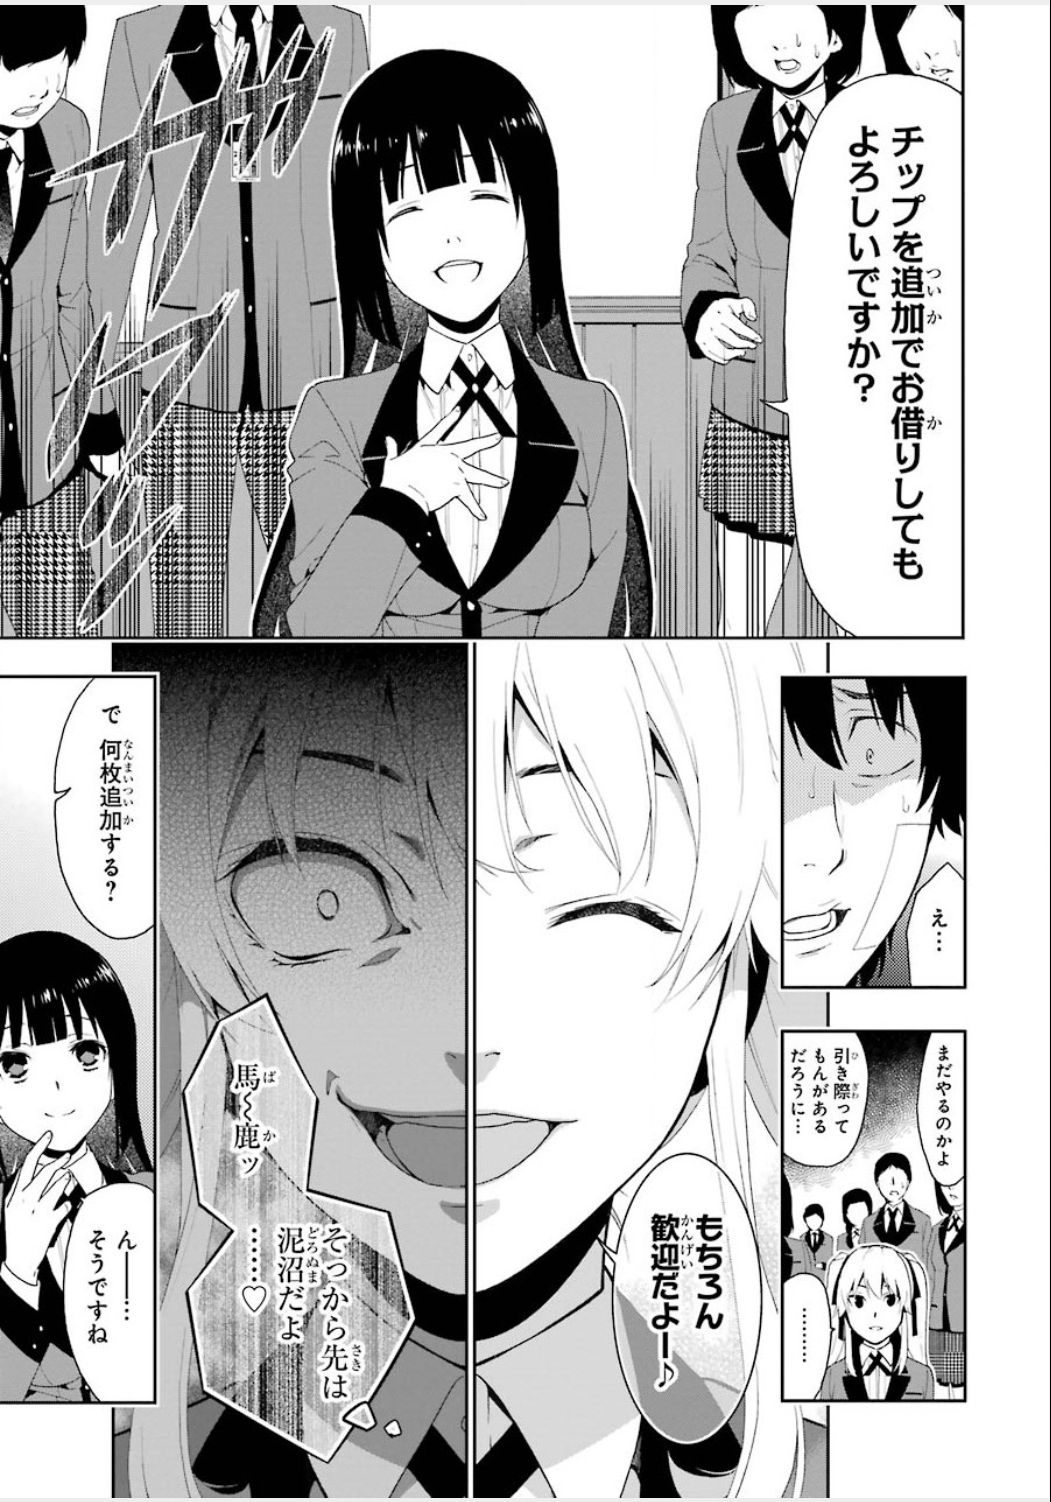 チップを追加でお借りしても
よろしいですか?
え…
まだやるのかよ
引き際って
もんがある
だろうに…
………
もちろん
歓迎だよー♪
馬〜鹿ッ
そっから先は
泥沼だよ
……♡
で 何枚追加する?
んー…
そうですね